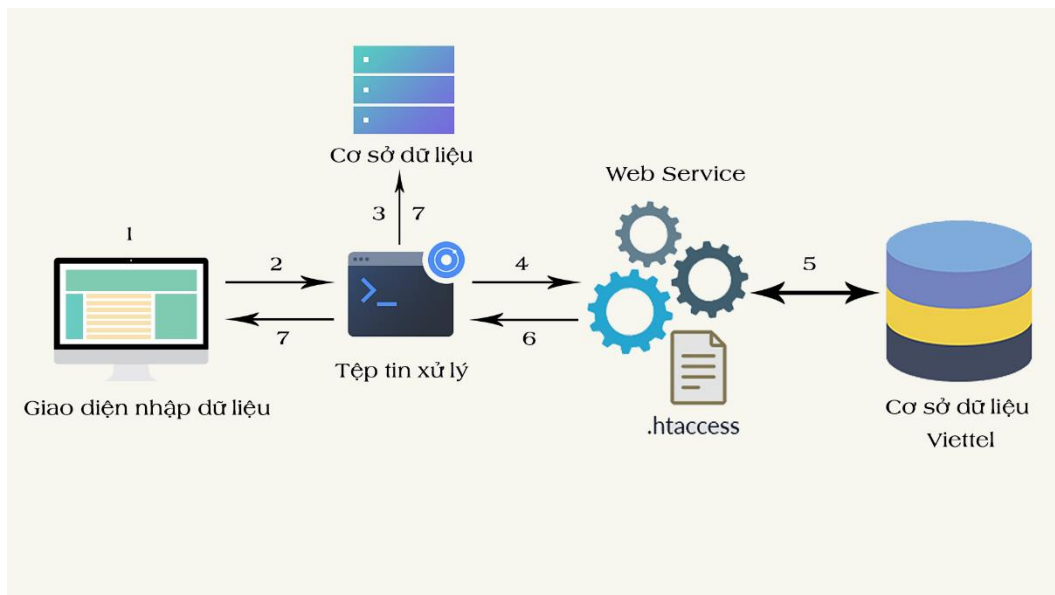 Cơ sở dữ liệu
Web Service
3 7
1
2
4
5
>_
7
6
Tệp tin xử lý
Giao diện nhập dữ liệu
.htaccess
Cơ sở dữ liệu
Viettel